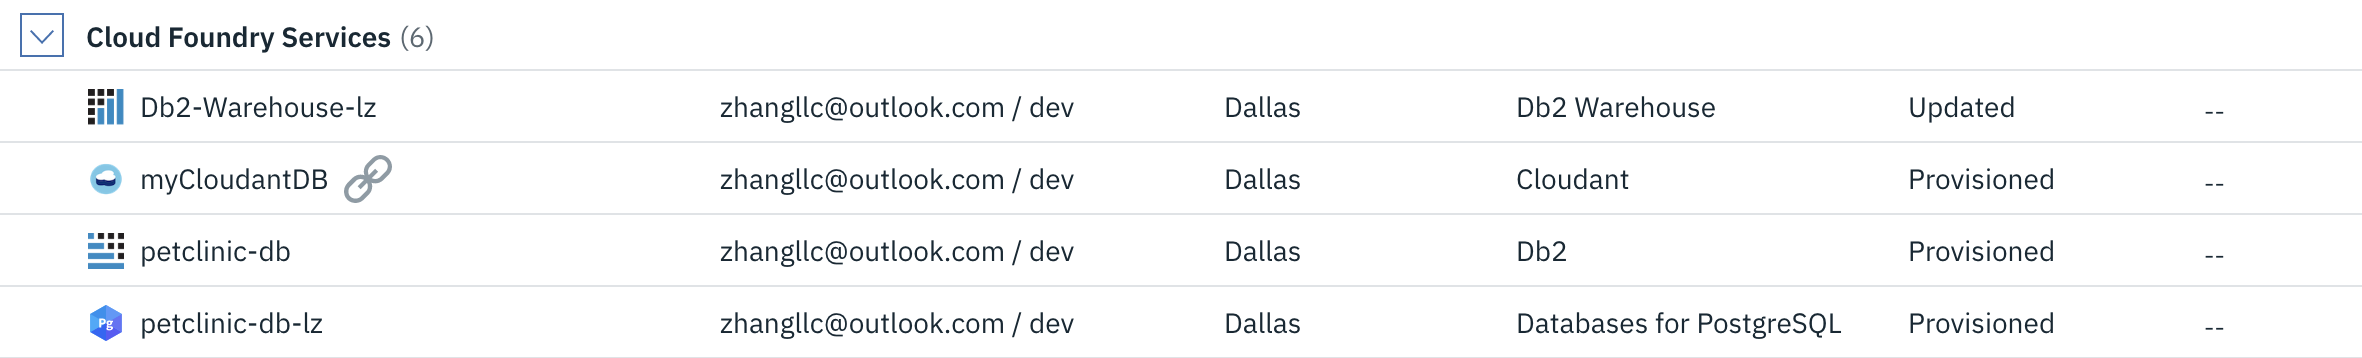 Cloud Foundry Services (6)
Db2-Warehouse-lz zhangllc@outlook.com / dev Dallas Db2 Warehouse Updated --
myCloudantDB zhangllc@outlook.com / dev Dallas Cloudant Provisioned --
petclinic-db zhangllc@outlook.com / dev Dallas Db2 Provisioned --
Pg petclinic-db-lz zhangllc@outlook.com / dev Dallas Databases for PostgreSQL Provisioned --